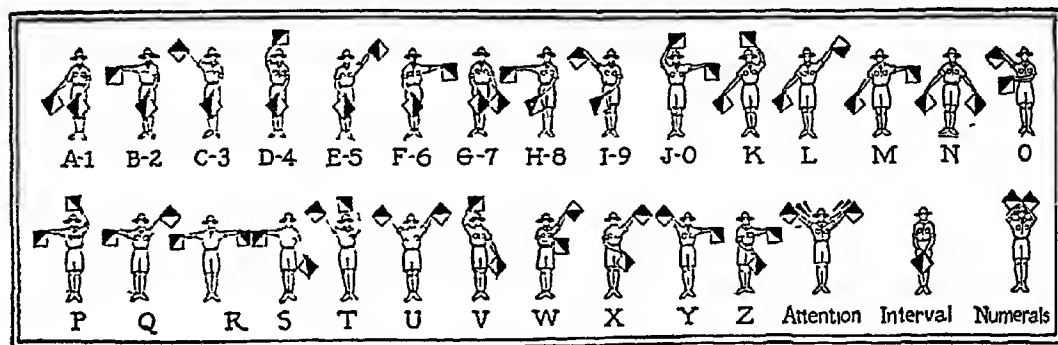 A-1 B-2 C-3 D-4 E-5 F-6 G-7 H-8 I-9 J-0 K L M N O
P Q R S T U V W X Y Z Attention Interval Numerals